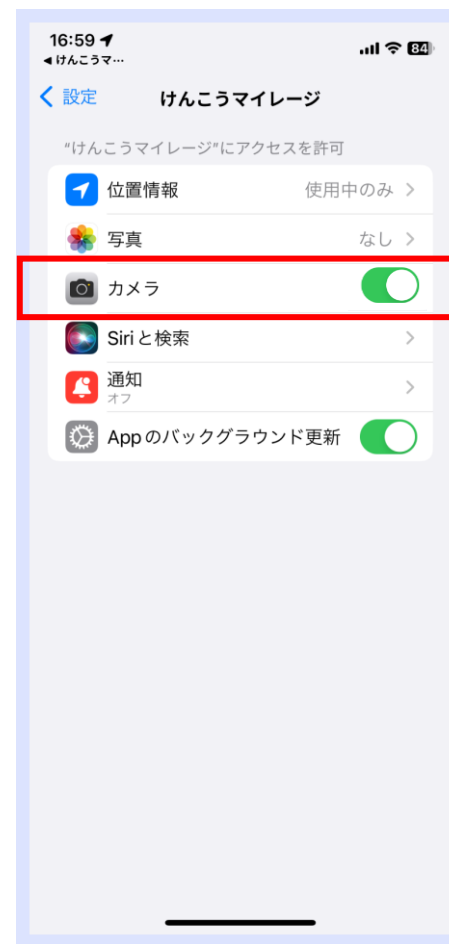 16:59
84
◀けんこうマ…
設定 けんこうマイレージ
“けんこうマイレージ”にアクセスを許可
位置情報 使用中のみ
写真 なし
カメラ
Siriと検索
通知
オフ
Appのバックグラウンド更新